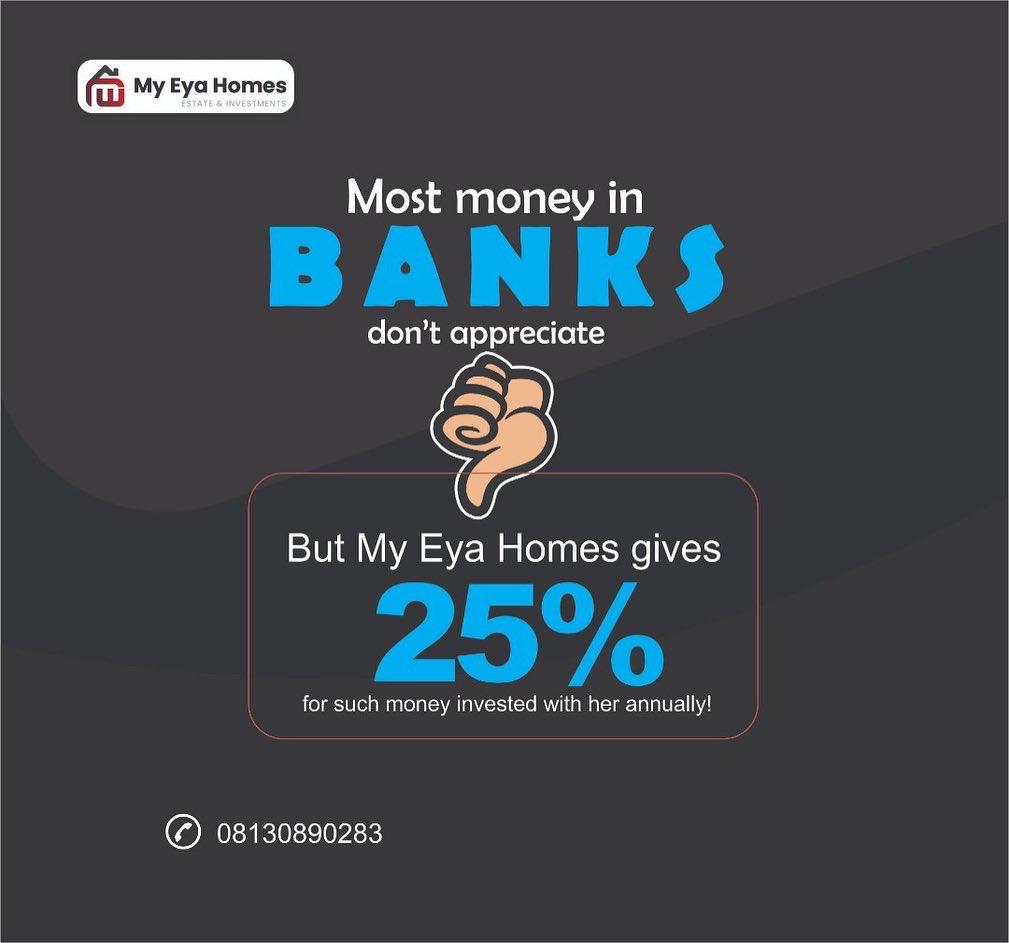 My Eya Homes
ESTATE & INVESTMENTS
Most money in
BANKS
don't appreciate
But My Eya Homes gives
25%
for such money invested with her annually!
08130890283